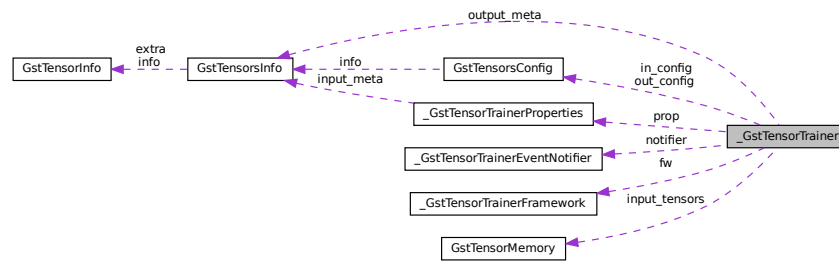 output_meta
extra
info
GstTensorInfo
GstTensorsInfo
info
GstTensorsConfig
in_config
out_config
input_meta
_GstTensorTrainerProperties
prop
_GstTensorTrainer
notifier
_GstTensorTrainerEventNotifier
fw
_GstTensorTrainerFramework
input_tensors
GstTensorMemory